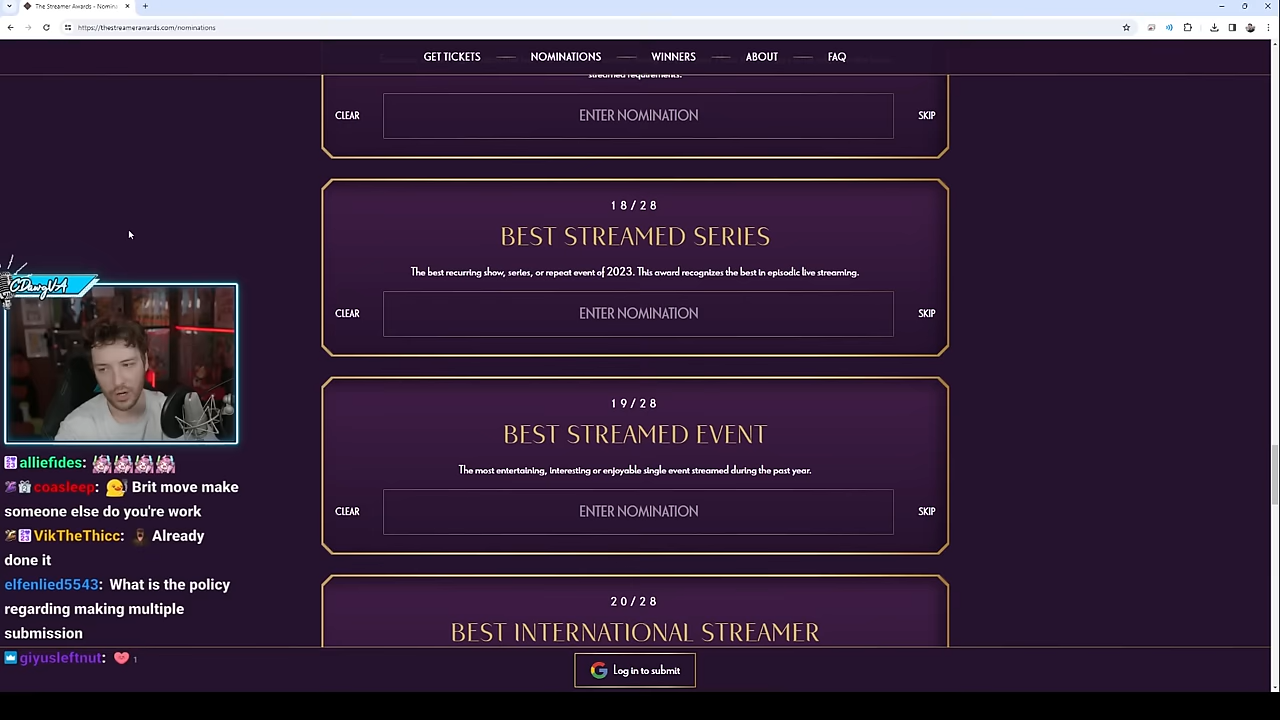 The Streamer Awards - Nomina
https://thestreamerawards.com/nominations
GET TICKETS
NOMINATIONS
WINNERS
ABOUT
FAQ
streamed requirements.
CLEAR
ENTER NOMINATION
SKIP
18/28
BEST STREAMED SERIES
The best recurring show, series, or repeat event of 2023. This award recognizes the best in episodic live streaming.
CLEAR
ENTER NOMINATION
SKIP
19/28
BEST STREAMED EVENT
The most entertaining, interesting or enjoyable single event streamed during the past year.
CLEAR
ENTER NOMINATION
SKIP
20/28
BEST INTERNATIONAL STREAMER
Log in to submit
CDawgVA
alliefides:
coasleep: Brit move make
someone else do you're work
VikTheThicc: Already
done it
elfenlied5543: What is the policy
regarding making multiple
submission
giyusleftnut: 1